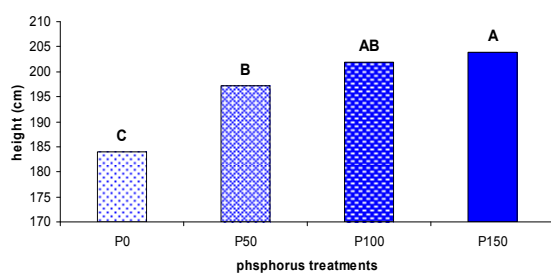 height (cm)
210
205
200
195
190
185
180
175
170
C
B
AB
A
P0 P50 P100 P150
phsphorus treatments